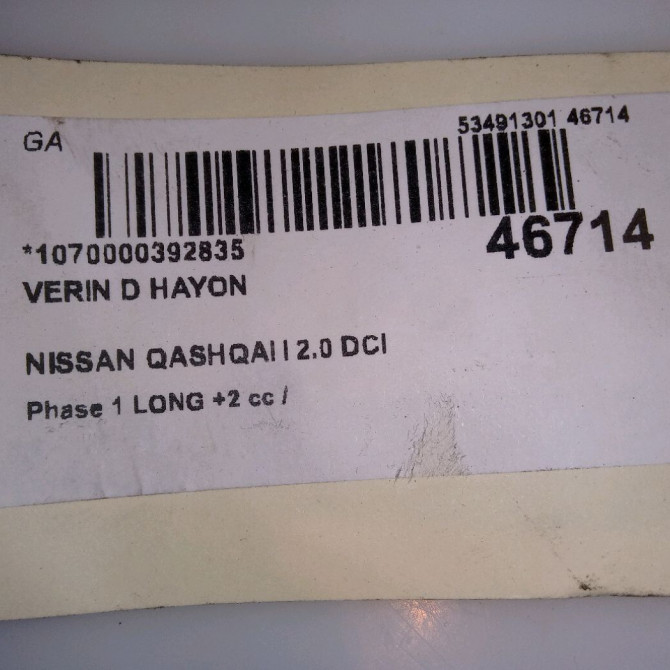 GA
53491301 46714
*1070000392835
46714
VERIN D HAYON
NISSAN QASHQAI I 2.0 DCI
Phase 1 LONG +2 cc /